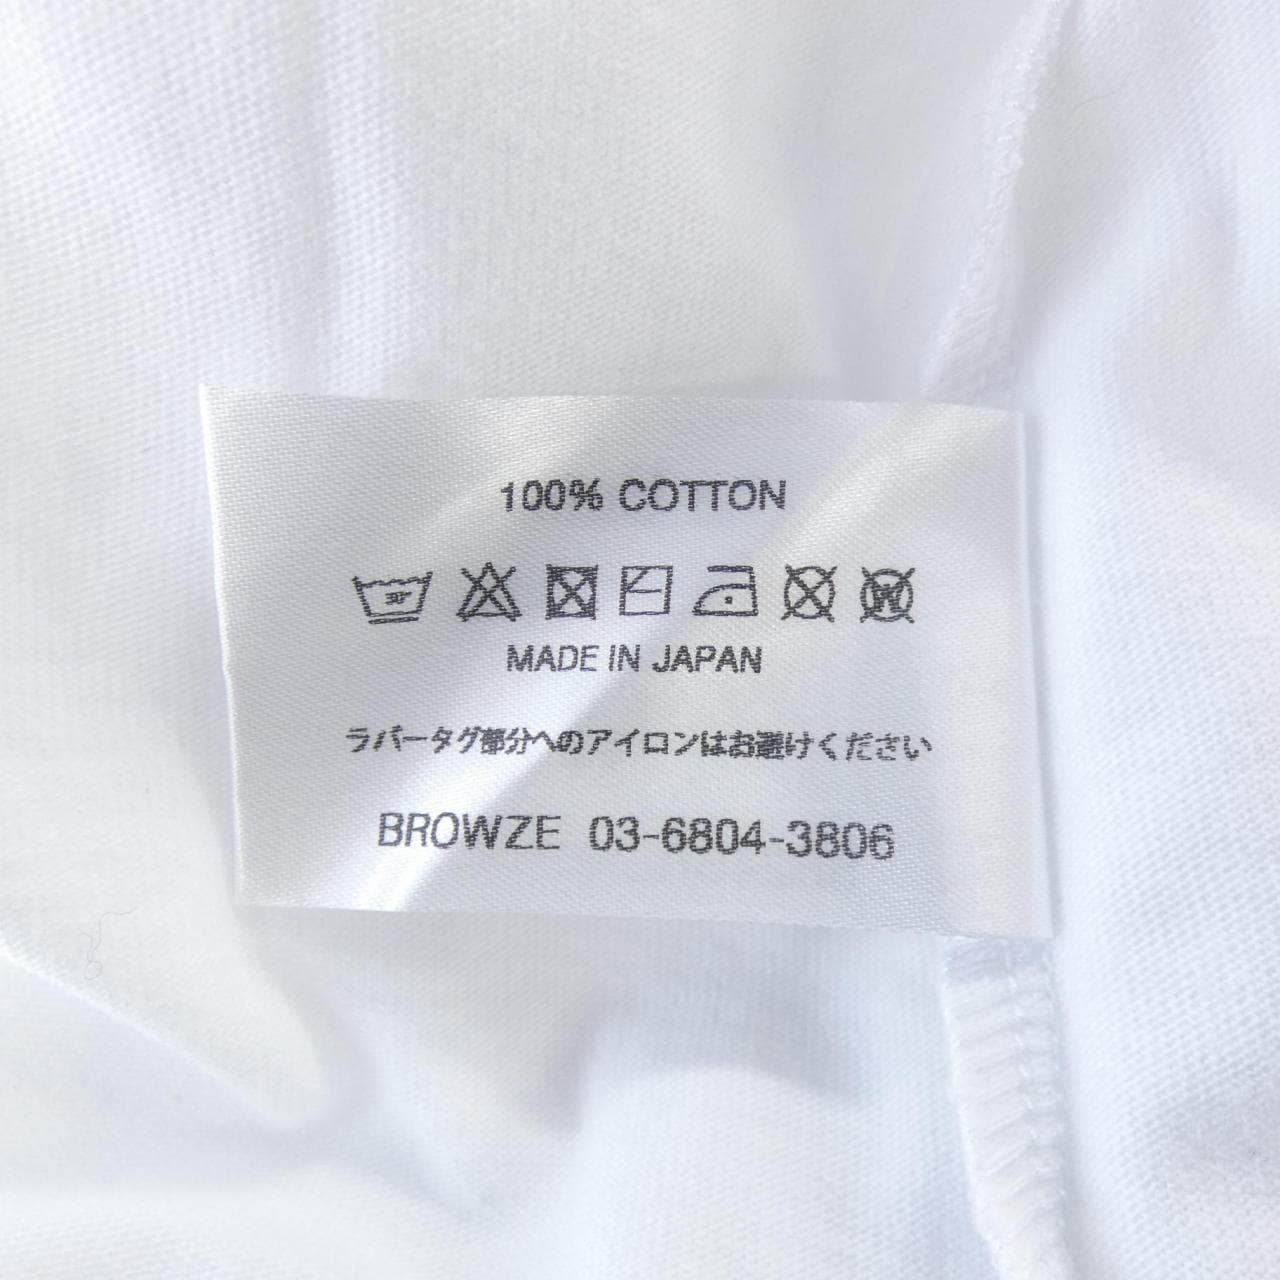 100% COTTON
MADE IN JAPAN
ラバータグ部分へのアイロンはお避けください
BROWZE 03-6804-3806